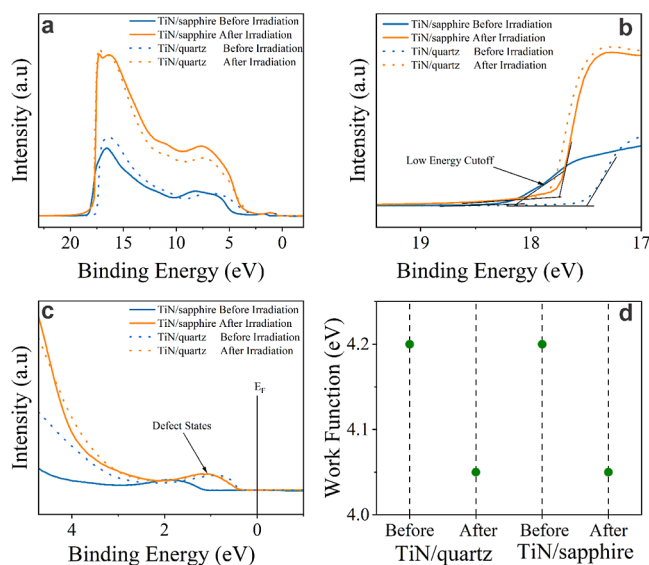 a
TiN/sapphire Before Irradiation
TiN/sapphire After Irradiation
TiN/quartz Before Irradiation
TiN/quartz After Irradiation
Intensity (a.u)
20 15 10 5 0
Binding Energy (eV)
b
TiN/sapphire Before Irradiation
TiN/sapphire After Irradiation
TiN/quartz Before Irradiation
TiN/quartz After Irradiation
Low Energy Cutoff
Intensity (a.u)
19 18 17
Binding Energy (eV)
c
TiN/sapphire Before Irradiation
TiN/sapphire After Irradiation
TiN/quartz Before Irradiation
TiN/quartz After Irradiation
E_F
Defect States
Intensity (a.u)
4 2 0
Binding Energy (eV)
d
Work Function (eV)
4.2
4.1
4.0
Before After Before After
TiN/quartz TiN/sapphire